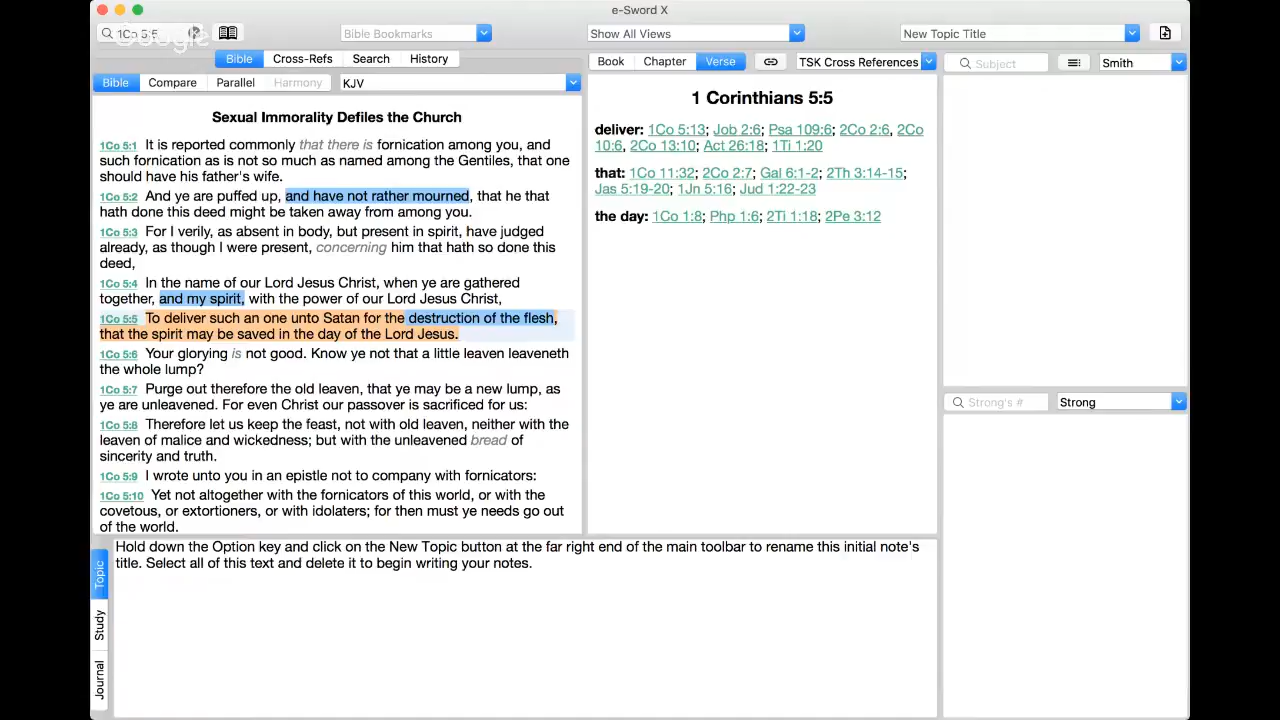 e-Sword X
1Co 5:5
Google
Bible Bookmarks
Show All Views
New Topic Title
Bible
Cross-Refs
Search
History
Book
Chapter
Verse
TSK Cross References
Subject
Smith
Bible
Compare
Parallel
Harmony
KJV
Sexual Immorality Defiles the Church
1Co 5:1 It is reported commonly that there is fornication among you, and
such fornication as is not so much as named among the Gentiles, that one
should have his father's wife.
1Co 5:2 And ye are puffed up, and have not rather mourned, that he that
hath done this deed might be taken away from among you.
1Co 5:3 For I verily, as absent in body, but present in spirit, have judged
already, as though I were present, concerning him that hath so done this
deed,
1Co 5:4 In the name of our Lord Jesus Christ, when ye are gathered
together, and my spirit, with the power of our Lord Jesus Christ,
1Co 5:5 To deliver such an one unto Satan for the destruction of the flesh,
that the spirit may be saved in the day of the Lord Jesus.
1Co 5:6 Your glorying is not good. Know ye not that a little leaven leaveneth
the whole lump?
1Co 5:7 Purge out therefore the old leaven, that ye may be a new lump, as
ye are unleavened. For even Christ our passover is sacrificed for us:
1Co 5:8 Therefore let us keep the feast, not with old leaven, neither with the
leaven of malice and wickedness; but with the unleavened bread of
sincerity and truth.
1Co 5:9 I wrote unto you in an epistle not to company with fornicators:
1Co 5:10 Yet not altogether with the fornicators of this world, or with the
covetous, or extortioners, or with idolaters; for then must ye needs go out
of the world.
1 Corinthians 5:5
deliver: 1Co 5:13; Job 2:6; Psa 109:6; 2Co 2:6, 2Co
10:6, 2Co 13:10; Act 26:18; 1Ti 1:20
that: 1Co 11:32; 2Co 2:7; Gal 6:1-2; 2Th 3:14-15;
Jas 5:19-20; 1Jn 5:16; Jud 1:22-23
the day: 1Co 1:8; Php 1:6; 2Ti 1:18; 2Pe 3:12
Strong's #
Strong
Topic
Study
Journal
Hold down the Option key and click on the New Topic button at the far right end of the main toolbar to rename this initial note's
title. Select all of this text and delete it to begin writing your notes.